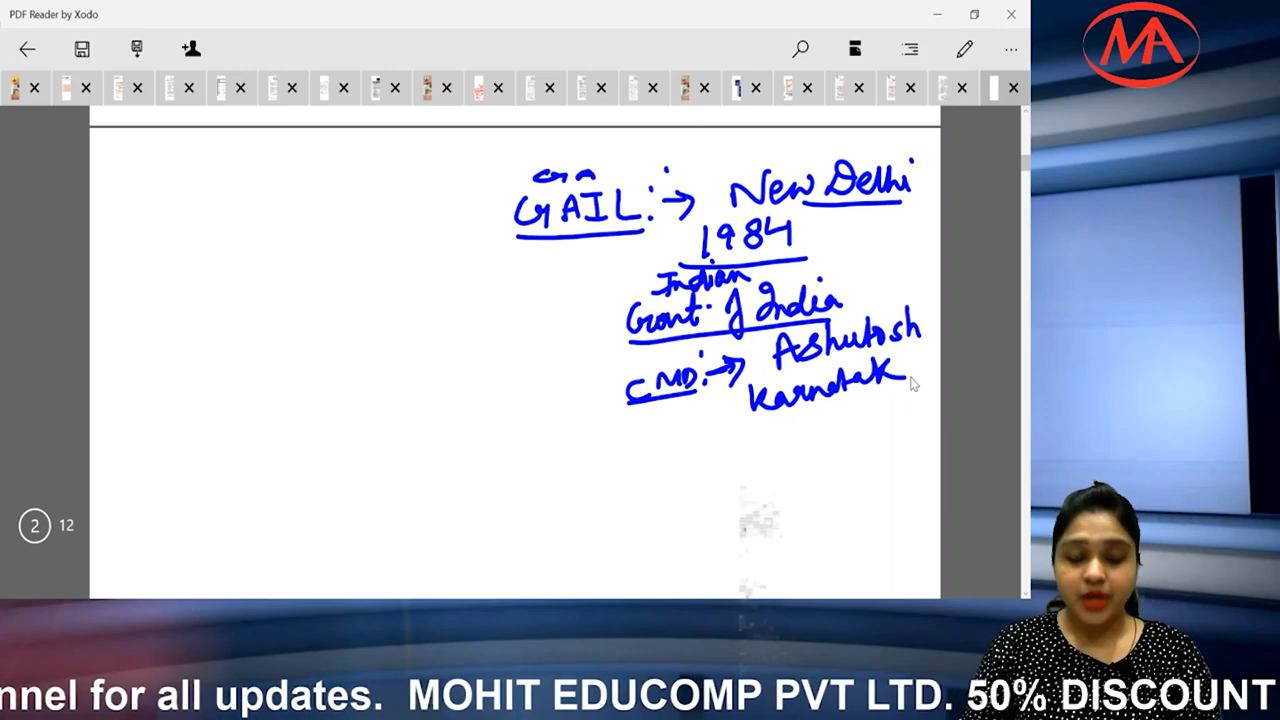 PDF Reader by Xodo
MA
GAIL : → New Delhi
1984
Indian
Govt. of India
CMD : → Ashutosh
Karnatak
2 12
nnel for all updates. MOHIT EDUCOMP PVT LTD. 50% DISCOUNT